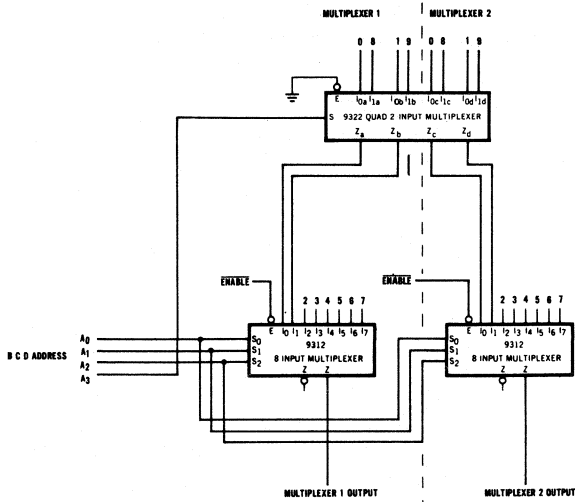 MULTIPLEXER 1 MULTIPLEXER 2
0 8 1 9 0 8 1 9
E I0a I1a I0b I1b I0c I1c I0d I1d
S 9322 QUAD 2 INPUT MULTIPLEXER
Za Zb Zc Zd
ENABLE ENABLE
2 3 4 5 6 7 2 3 4 5 6 7
E I0 I1 I2 I3 I4 I5 I6 I7 E I0 I1 I2 I3 I4 I5 I6 I7
A0 S0 9312 S0 9312
B C D ADDRESS A1 S1 8 INPUT MULTIPLEXER S1 8 INPUT MULTIPLEXER
A2 S2 Z Z S2 Z Z
A3
MULTIPLEXER 1 OUTPUT MULTIPLEXER 2 OUTPUT